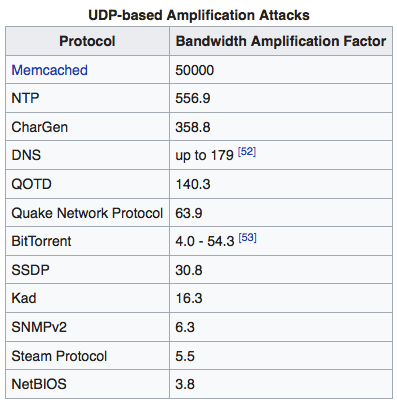 UDP-based Amplification Attacks
Protocol Bandwidth Amplification Factor
Memcached 50000
NTP 556.9
CharGen 358.8
DNS up to 179 [52]
QOTD 140.3
Quake Network Protocol 63.9
BitTorrent 4.0 - 54.3 [53]
SSDP 30.8
Kad 16.3
SNMPv2 6.3
Steam Protocol 5.5
NetBIOS 3.8